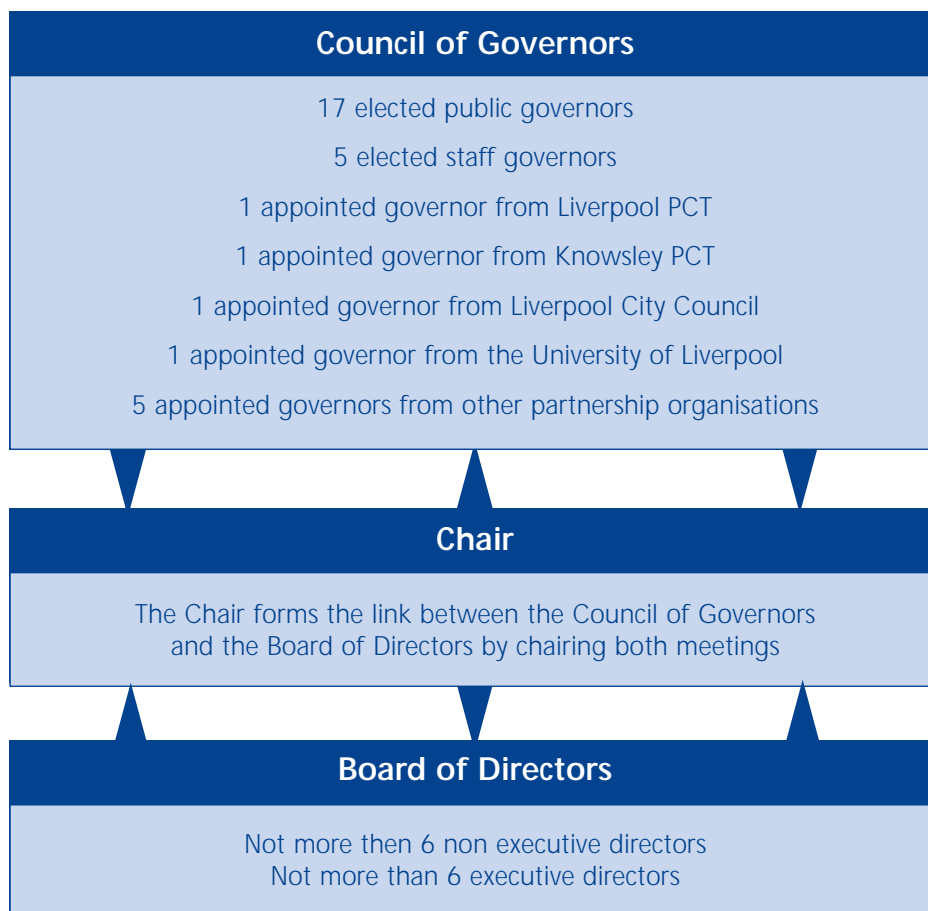 Council of Governors
17 elected public governors
5 elected staff governors
1 appointed governor from Liverpool PCT
1 appointed governor from Knowsley PCT
1 appointed governor from Liverpool City Council
1 appointed governor from the University of Liverpool
5 appointed governors from other partnership organisations
Chair
The Chair forms the link between the Council of Governors
and the Board of Directors by chairing both meetings
Board of Directors
Not more then 6 non executive directors
Not more than 6 executive directors